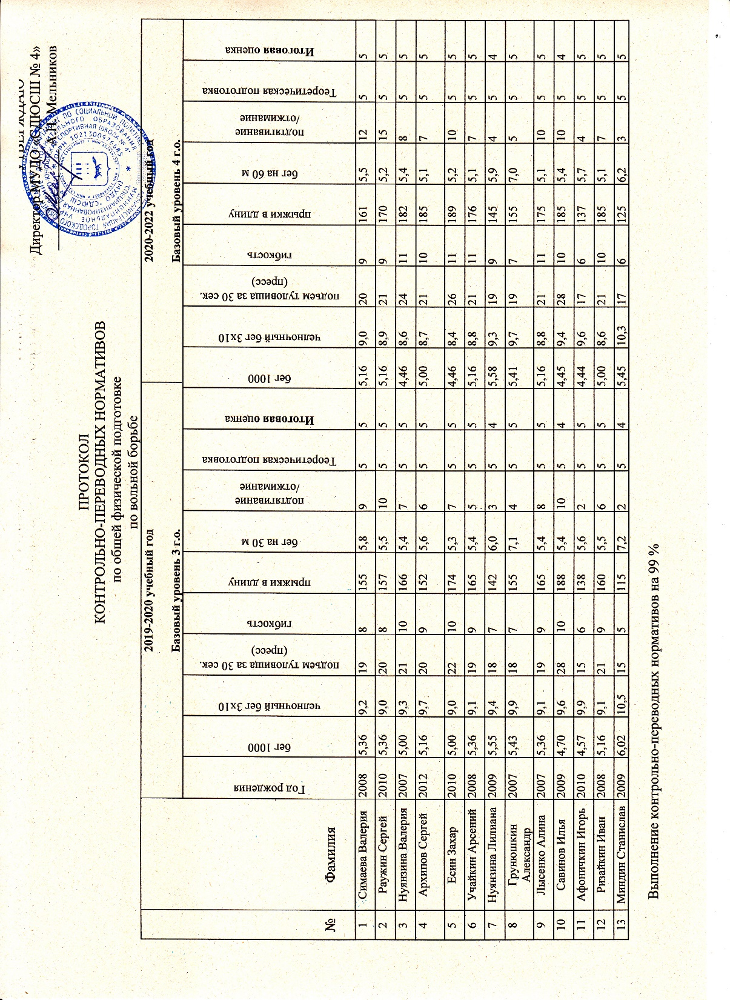 УТВЕРЖДАЮ
Директор МУДО «СДЮСШ № 4»
А.Н. Мельников
ПРОТОКОЛ
КОНТРОЛЬНО-ПЕРЕВОДНЫХ НОРМАТИВОВ
по общей физической подготовке
по вольной борьбе
2019-2020 учебный год 2020-2022 учебный год
Базовый уровень 3 г.о. Базовый уровень 4 г.о.
№ Фамилия Год рождения бег 1000 челночный бег 3х10 подъем туловища за 30 сек. (пресс) гибкость прыжки в длину бег на 30 м подтягивание /отжимание Теоретическая подготовка Итоговая оценка бег 1000 челночный бег 3х10 подъем туловища за 30 сек. (пресс) гибкость прыжки в длину бег на 60 м подтягивание /отжимание Теоретическая подготовка Итоговая оценка
1 Симаева Валерия 2008 5,36 9,2 19 8 155 5,8 9 5 5 5,16 9,0 20 9 161 5,5 12 5 5
2 Раужин Сергей 2010 5,36 9,0 20 8 157 5,5 10 5 5 5,16 8,9 21 9 170 5,2 15 5 5
3 Нуянзина Валерия 2007 5,00 9,3 21 10 166 5,4 7 5 5 4,46 8,6 24 11 182 5,4 8 5 5
4 Архипов Сергей 2012 5,16 9,7 20 9 152 5,6 6 5 5 5,00 8,7 21 10 185 5,1 7 5 5
5 Есин Захар 2010 5,00 9,0 22 10 174 5,3 7 5 5 4,46 8,4 26 11 189 5,2 10 5 5
6 Учайкин Арсений 2008 5,36 9,1 19 9 165 5,4 5 5 5 5,16 8,8 21 11 176 5,1 7 5 5
7 Нуянзина Лилиана 2009 5,55 9,4 18 7 142 6,0 3 5 4 5,58 9,3 19 9 145 5,9 4 5 4
8 Грунюшкин Александр 2007 5,43 9,9 18 7 155 7,1 4 5 5 5,41 9,7 19 7 155 7,0 5 5 5
9 Лысенко Алина 2007 5,36 9,1 19 9 165 5,4 8 5 5 5,16 8,8 21 11 175 5,1 10 5 5
10 Савинов Илья 2009 4,70 9,6 28 10 188 5,4 10 5 4 4,45 9,4 28 10 185 5,4 10 5 4
11 Афоничкин Игорь 2010 4,57 9,9 15 6 138 5,6 2 5 5 4,44 9,6 17 6 137 5,7 4 5 5
12 Ризайкин Иван 2008 5,16 9,1 21 9 160 5,5 6 5 5 5,00 8,6 21 10 185 5,1 7 5 5
13 Миндин Станислав 2009 6,02 10,5 15 5 115 7,2 2 5 4 5,45 10,3 17 6 125 6,2 3 5 5
Выполнение контрольно-переводных нормативов на 99 %